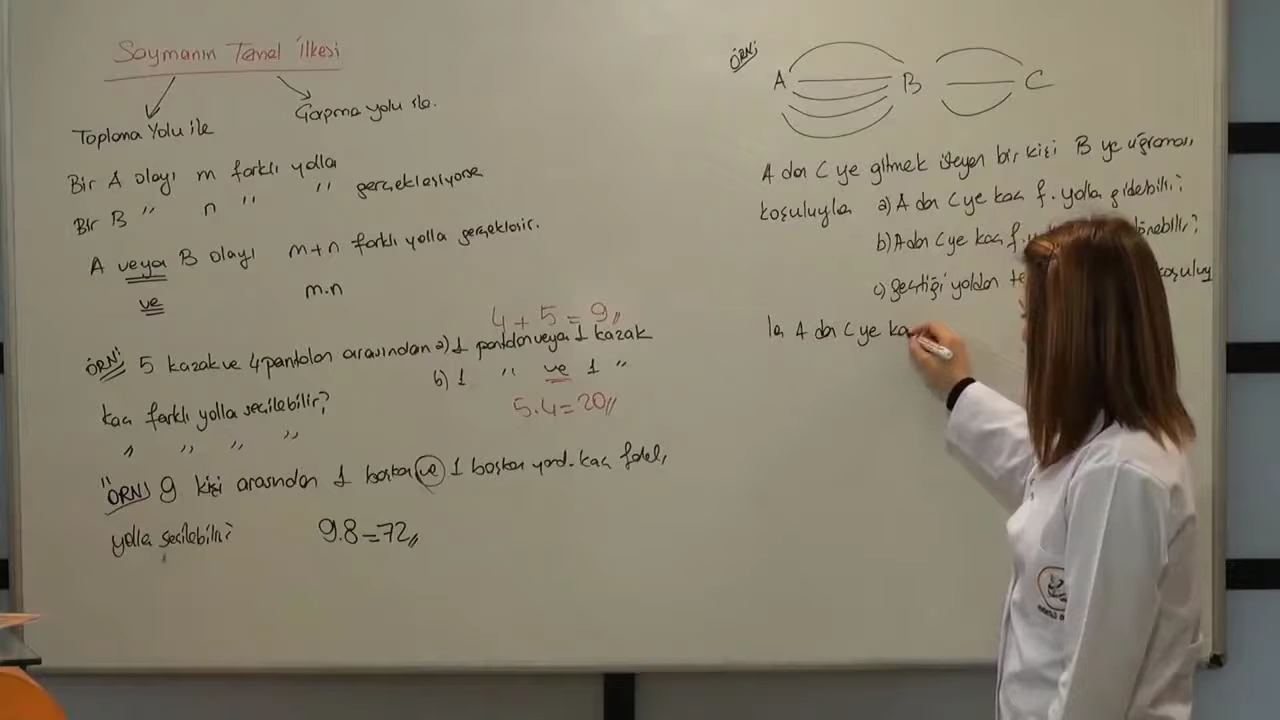 Saymanın Temel İlkesi
Toplama Yolu ile
Çarpma yolu ile.
Bir A olayı m farklı yolla
Bir B " n " " gerçekleşiyorsa
A veya B olayı m+n farklı yolla gerçekleşir.
ve m.n
4 + 5 = 9//
ÖRN; 5 kazak ve 4 pantolon arasından a) 1 pantolon veya 1 kazak
b) 1 " ve 1 "
kaç farklı yolla seçilebilir?
5.4=20//
" " " "
ÖRN; 9 kişi arasından 1 başkan ve 1 başkan yard. kaç farklı
yolla seçilebilir? 9.8=72//
ÖRN;
A B C
A dan C ye gitmek isteyen bir kişi B ye uğraması
koşuluyla a) A dan C ye kaç f. yolla gidebilir?
b) A dan C ye kaç f. dönebilir?
c) geçtiği yoldan koşuluy
la A dan C ye ka